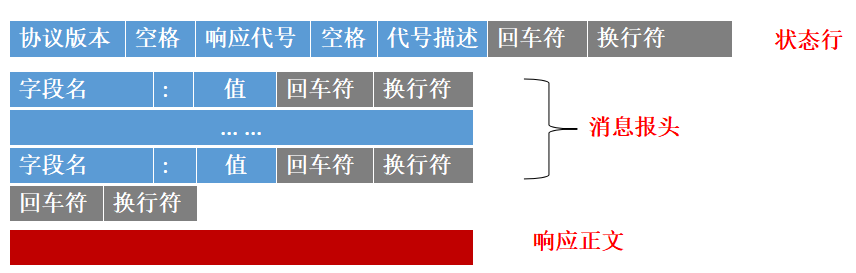 协议版本 空格 响应代号 空格 代号描述 回车符 换行符 状态行
字段名 : 值 回车符 换行符
... ... 消息报头
字段名 : 值 回车符 换行符
回车符 换行符
响应正文